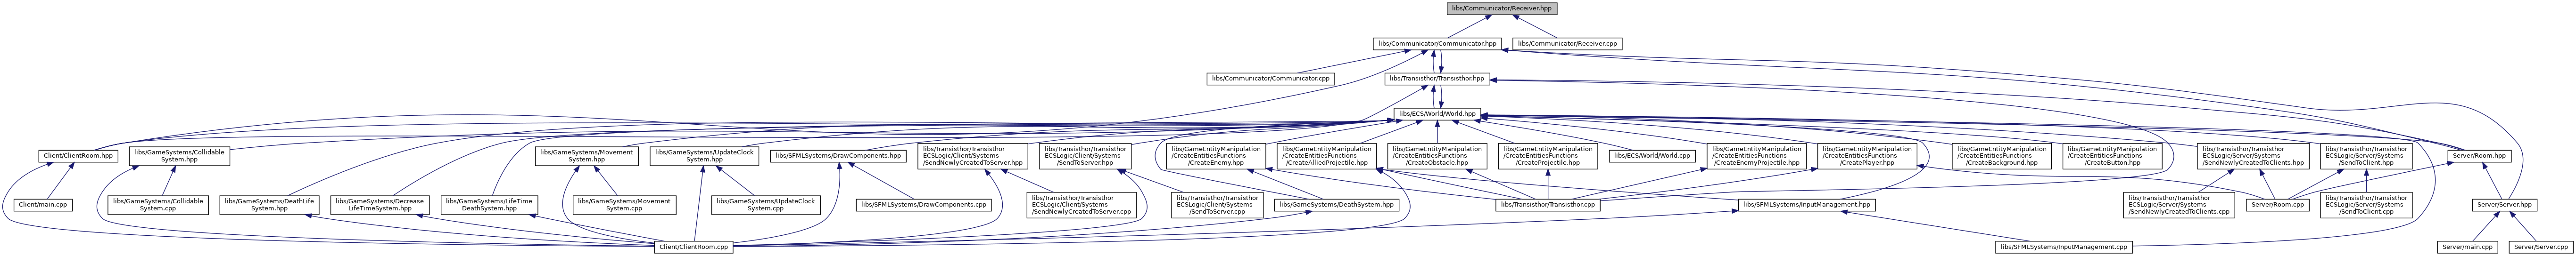 libs/Communicator/Receiver.hpp
libs/Communicator/Communicator.hpp
libs/Communicator/Receiver.cpp
libs/Communicator/Communicator.cpp
libs/Transisthor/Transisthor.hpp
libs/ECS/World/World.hpp
Client/ClientRoom.hpp
libs/GameSystems/Collidable
System.hpp
libs/GameSystems/Movement
System.hpp
libs/GameSystems/UpdateClock
System.hpp
libs/SFMLSystems/DrawComponents.hpp
libs/Transisthor/Transisthor
ECSLogic/Client/Systems
/SendNewlyCreatedToServer.hpp
libs/Transisthor/Transisthor
ECSLogic/Client/Systems
/SendToServer.hpp
libs/GameEntityManipulation
/CreateEntitiesFunctions
/CreateEnemy.hpp
libs/GameEntityManipulation
/CreateEntitiesFunctions
/CreateAlliedProjectile.hpp
libs/GameEntityManipulation
/CreateEntitiesFunctions
/CreateObstacle.hpp
libs/GameEntityManipulation
/CreateEntitiesFunctions
/CreateProjectile.hpp
libs/ECS/World/World.cpp
libs/GameEntityManipulation
/CreateEntitiesFunctions
/CreateEnemyProjectile.hpp
libs/GameEntityManipulation
/CreateEntitiesFunctions
/CreatePlayer.hpp
libs/GameEntityManipulation
/CreateEntitiesFunctions
/CreateBackground.hpp
libs/GameEntityManipulation
/CreateEntitiesFunctions
/CreateButton.hpp
libs/Transisthor/Transisthor
ECSLogic/Server/Systems
/SendNewlyCreatedToClients.hpp
libs/Transisthor/Transisthor
ECSLogic/Server/Systems
/SendToClient.hpp
Server/Room.hpp
Client/main.cpp
libs/GameSystems/Collidable
System.cpp
libs/GameSystems/DeathLife
System.hpp
libs/GameSystems/Decrease
LifeTimeSystem.hpp
libs/GameSystems/LifeTime
DeathSystem.hpp
libs/GameSystems/Movement
System.cpp
libs/GameSystems/UpdateClock
System.cpp
libs/SFMLSystems/DrawComponents.cpp
libs/Transisthor/Transisthor
ECSLogic/Client/Systems
/SendNewlyCreatedToServer.cpp
libs/Transisthor/Transisthor
ECSLogic/Client/Systems
/SendToServer.cpp
libs/GameSystems/DeathSystem.hpp
libs/Transisthor/Transisthor.cpp
libs/SFMLSystems/InputManagement.hpp
libs/Transisthor/Transisthor
ECSLogic/Server/Systems
/SendNewlyCreatedToClients.cpp
Server/Room.cpp
libs/Transisthor/Transisthor
ECSLogic/Server/Systems
/SendToClient.cpp
Server/Server.hpp
Client/ClientRoom.cpp
libs/SFMLSystems/InputManagement.cpp
Server/main.cpp
Server/Server.cpp